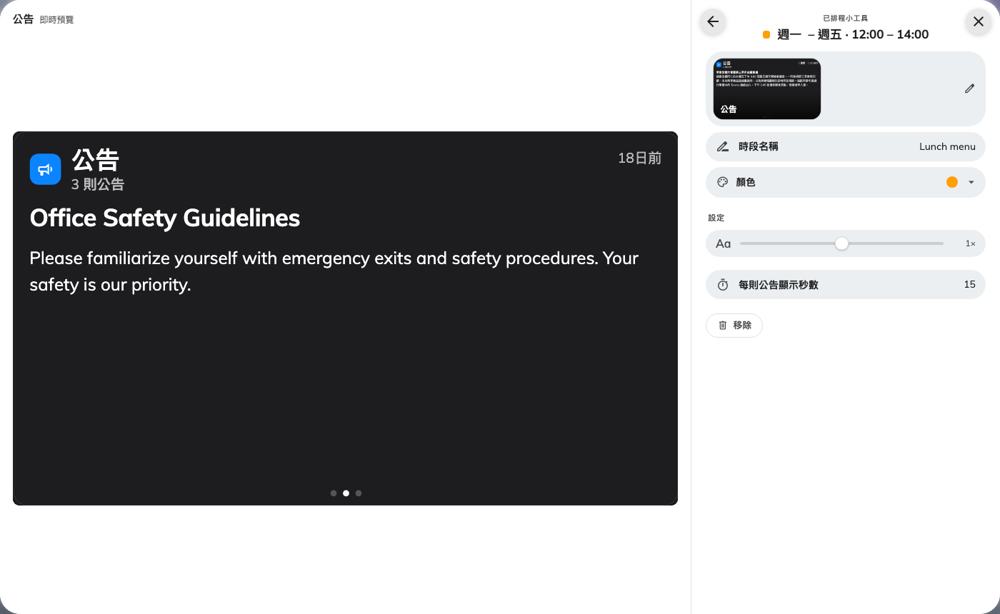 公告 即時預覽
公告
3 則公告
18日前
Office Safety Guidelines
Please familiarize yourself with emergency exits and safety procedures. Your
safety is our priority.
已排程小工具
週一 – 週五 · 12:00 – 14:00
公告
公告
時段名稱
Lunch menu
顏色
設定
Aa
1×
每則公告顯示秒數
15
移除